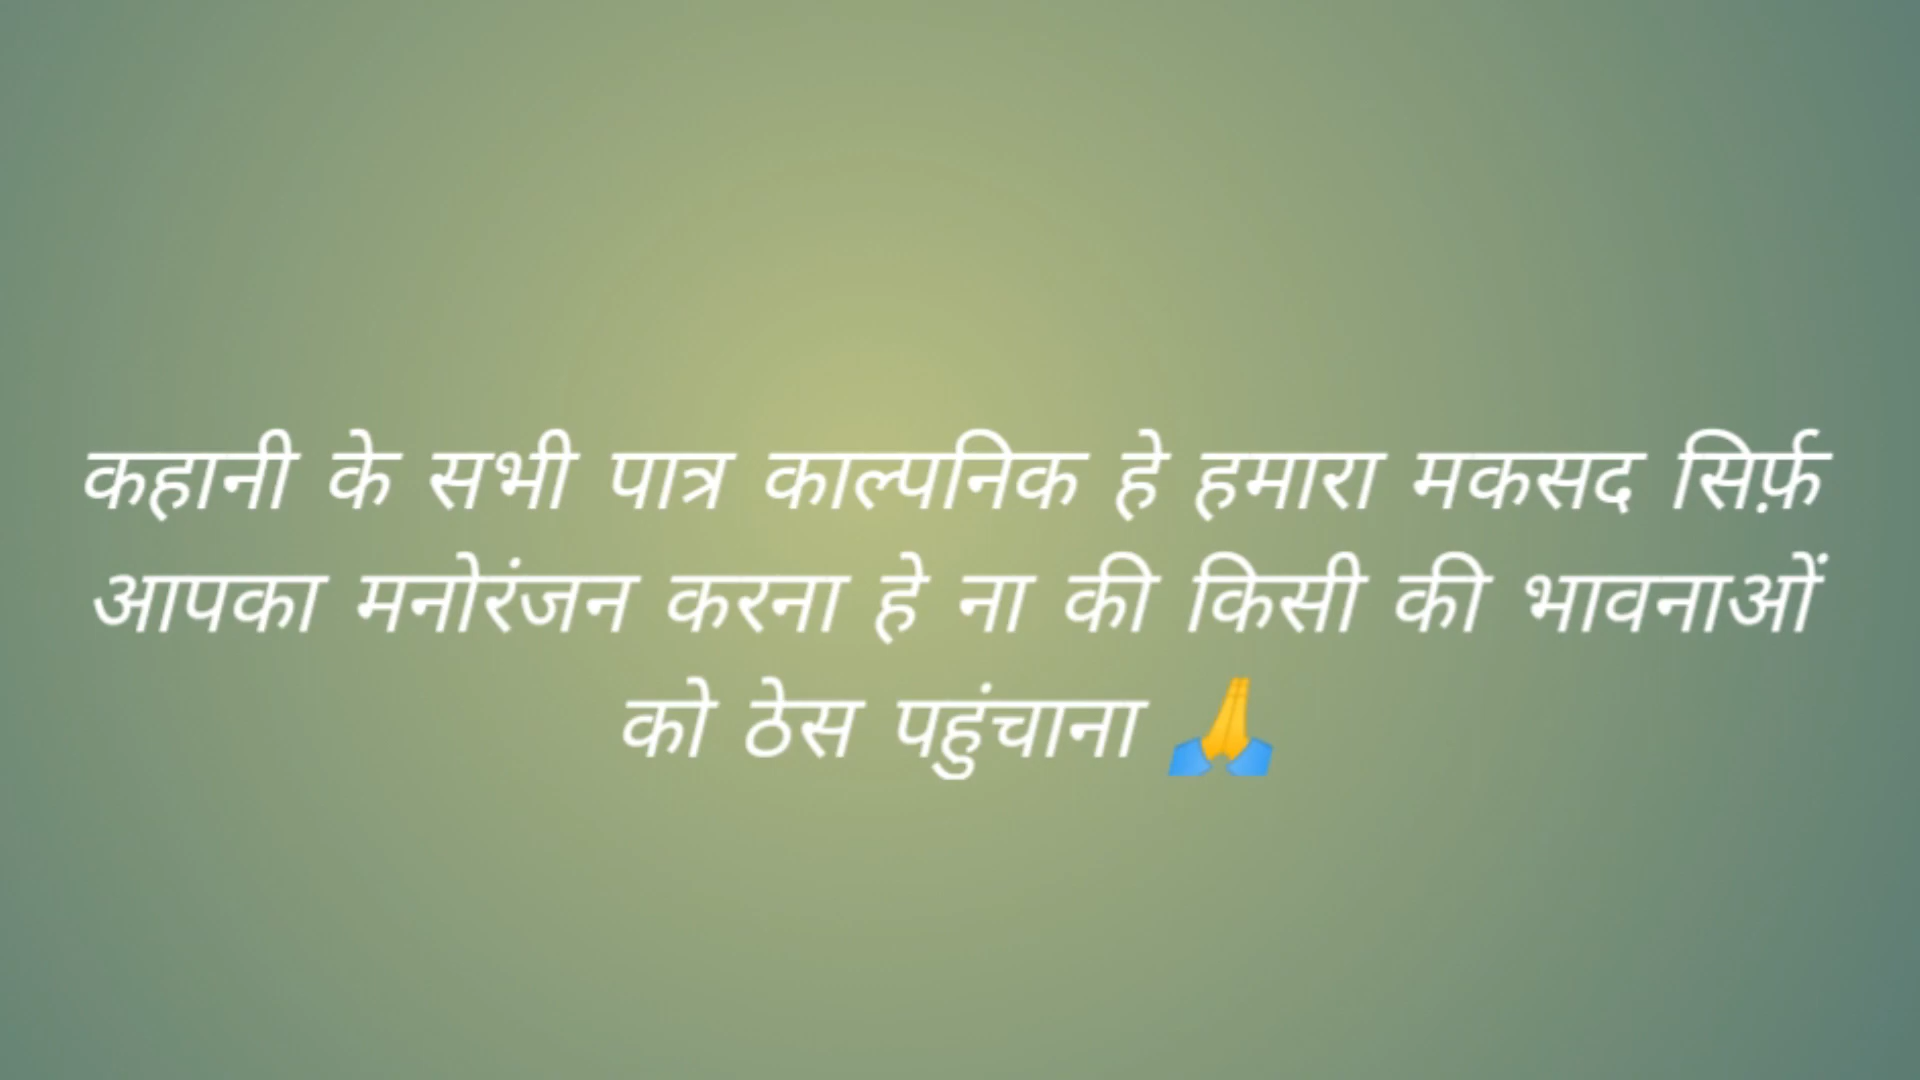 कहानी के सभी पात्र काल्पनिक हे हमारा मकसद सिर्फ़
आपका मनोरंजन करना हे ना की किसी की भावनाओं
को ठेस पहुंचाना 🙏